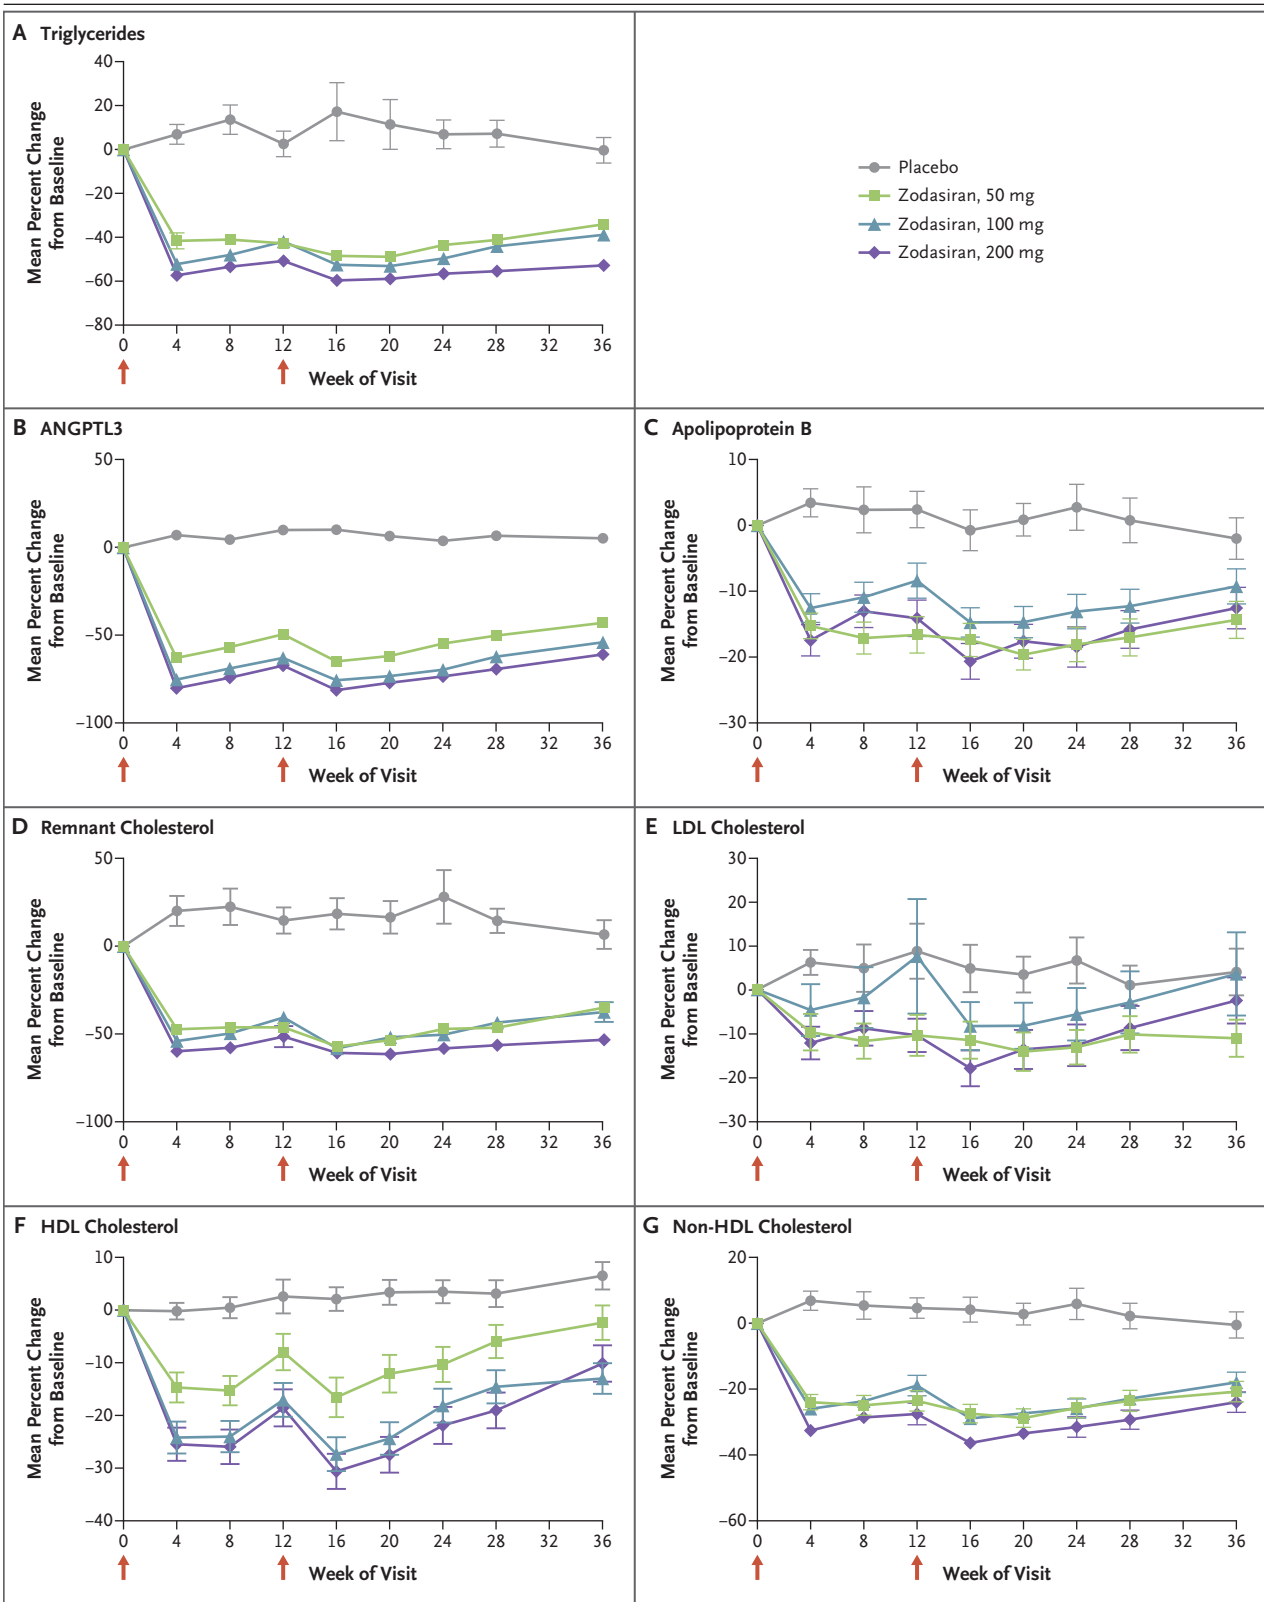 A Triglycerides
Mean Percent Change
from Baseline
40
20
0
−20
−40
−60
−80
0 4 8 12 16 20 24 28 32 36
Week of Visit
Placebo
Zodasiran, 50 mg
Zodasiran, 100 mg
Zodasiran, 200 mg
B ANGPTL3
Mean Percent Change
from Baseline
50
0
−50
−100
0 4 8 12 16 20 24 28 32 36
Week of Visit
C Apolipoprotein B
Mean Percent Change
from Baseline
10
0
−10
−20
−30
0 4 8 12 16 20 24 28 32 36
Week of Visit
D Remnant Cholesterol
Mean Percent Change
from Baseline
50
0
−50
−100
0 4 8 12 16 20 24 28 32 36
Week of Visit
E LDL Cholesterol
Mean Percent Change
from Baseline
30
20
10
0
−10
−20
−30
0 4 8 12 16 20 24 28 32 36
Week of Visit
F HDL Cholesterol
Mean Percent Change
from Baseline
10
0
−10
−20
−30
−40
0 4 8 12 16 20 24 28 32 36
Week of Visit
G Non-HDL Cholesterol
Mean Percent Change
from Baseline
20
0
−20
−40
−60
0 4 8 12 16 20 24 28 32 36
Week of Visit